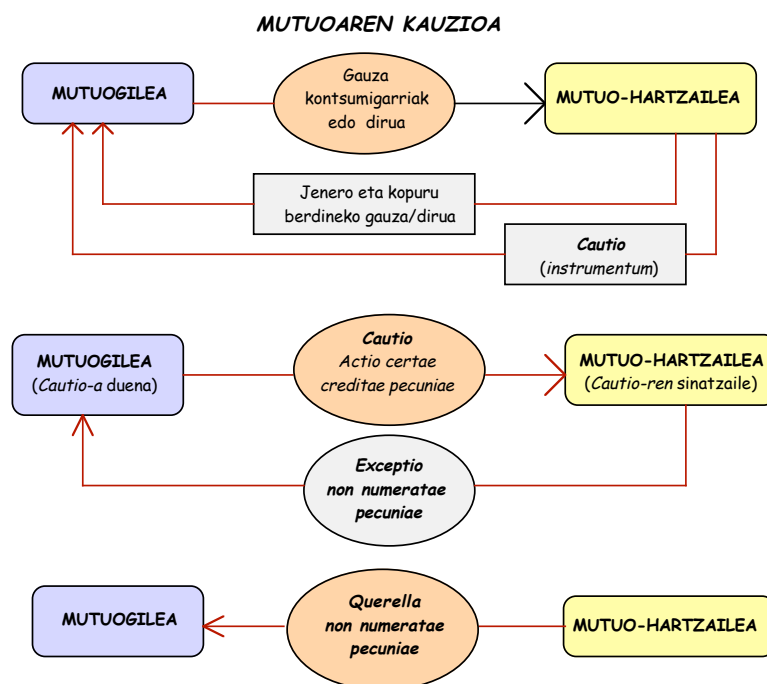 MUTUOAREN KAUZIOA
MUTUOGILEA
Gauza
kontsumigarriak
edo dirua
MUTUO-HARTZAILEA
Jenero eta kopuru
berdineko gauza/dirua
Cautio
(instrumentum)
MUTUOGILEA
(Cautio-a duena)
Cautio
Actio certae
creditae pecuniae
MUTUO-HARTZAILEA
(Cautio-ren sinatzaile)
Exceptio
non numeratae
pecuniae
MUTUOGILEA
Querella
non numeratae
pecuniae
MUTUO-HARTZAILEA